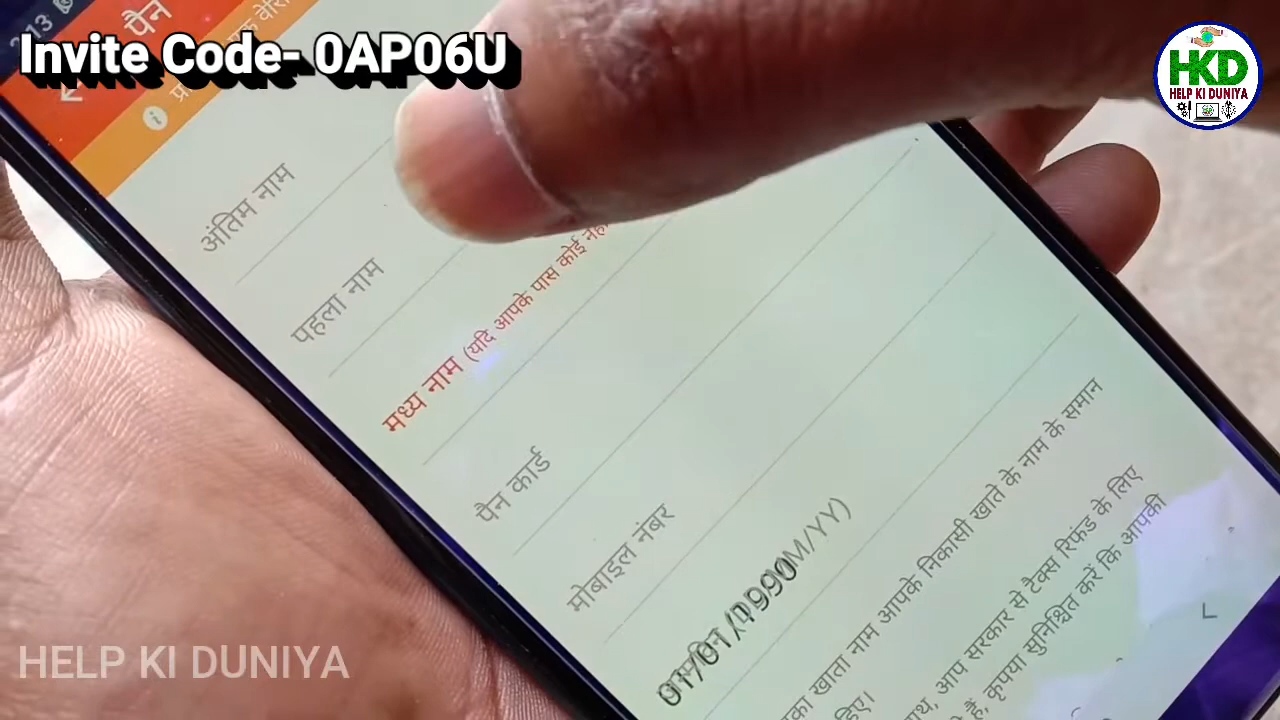 Invite Code- 0AP06U
HKD
HELP KI DUNIYA
पैन
अंतिम नाम
पहला नाम
मध्य नाम (यदि आपके पास कोई
पैन कार्ड
मोबाइल नंबर
01/01/1990
M/YY)
खाता नाम आपके निकासी खाते के नाम के समान
आप सरकार से टैक्स रिफंड के लिए
हैं, कृपया सुनिश्चित करें कि आपकी
HELP KI DUNIYA